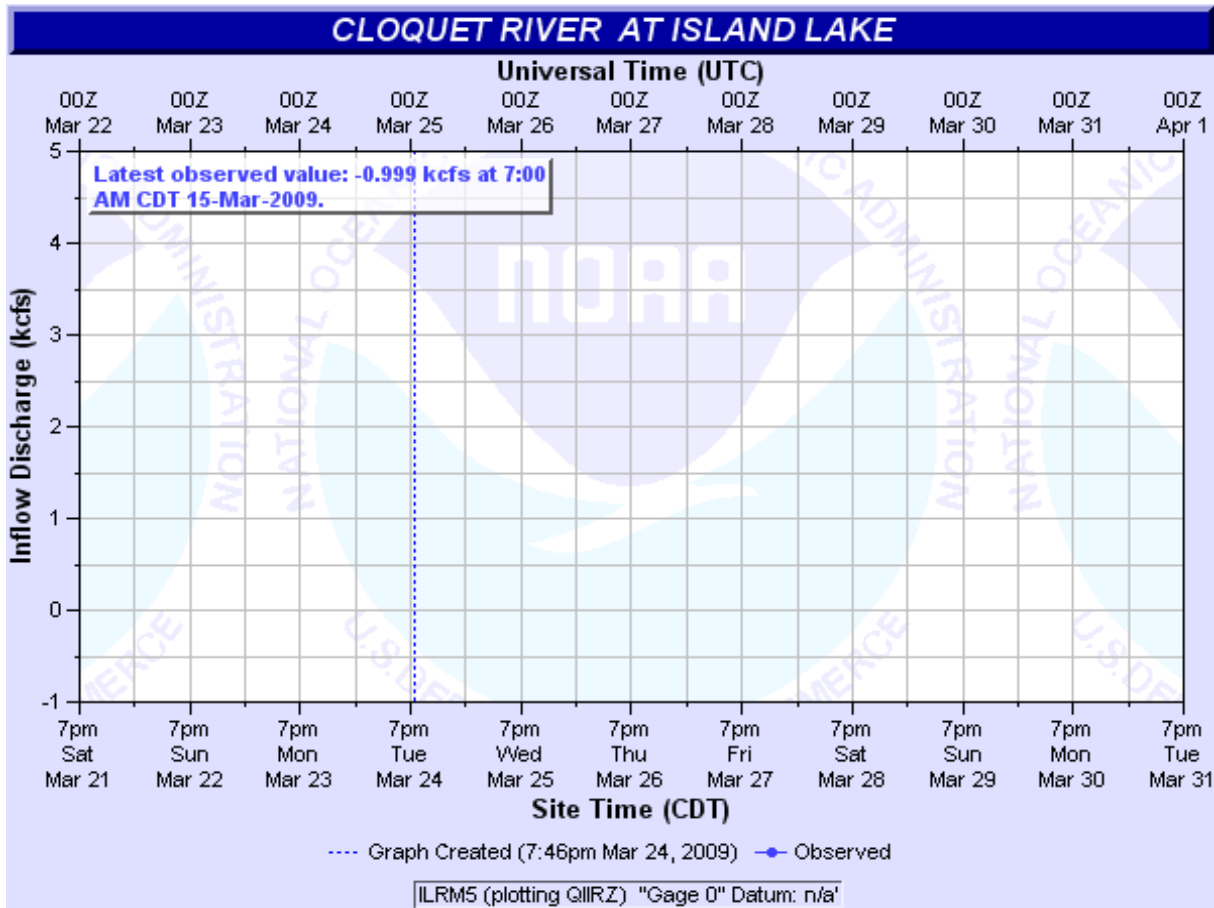 CLOQUET RIVER AT ISLAND LAKE
Universal Time (UTC)
00Z 00Z 00Z 00Z 00Z 00Z 00Z 00Z 00Z 00Z 00Z
Mar 22 Mar 23 Mar 24 Mar 25 Mar 26 Mar 27 Mar 28 Mar 29 Mar 30 Mar 31 Apr 1
Latest observed value: -0.999 kcfs at 7:00
AM CDT 15-Mar-2009.
Inflow Discharge (kcfs)
5
4
3
2
1
0
-1
NOAA
NATIONAL OCEANIC
IC ADMINISTRATION
U.S.DE
MERCE
7pm 7pm 7pm 7pm 7pm 7pm 7pm 7pm 7pm 7pm 7pm
Sat Sun Mon Tue Wed Thu Fri Sat Sun Mon Tue
Mar 21 Mar 22 Mar 23 Mar 24 Mar 25 Mar 26 Mar 27 Mar 28 Mar 29 Mar 30 Mar 31
Site Time (CDT)
Graph Created (7:46pm Mar 24, 2009) Observed
ILRM5 (plotting QIIRZ) "Gage 0" Datum: n/a'